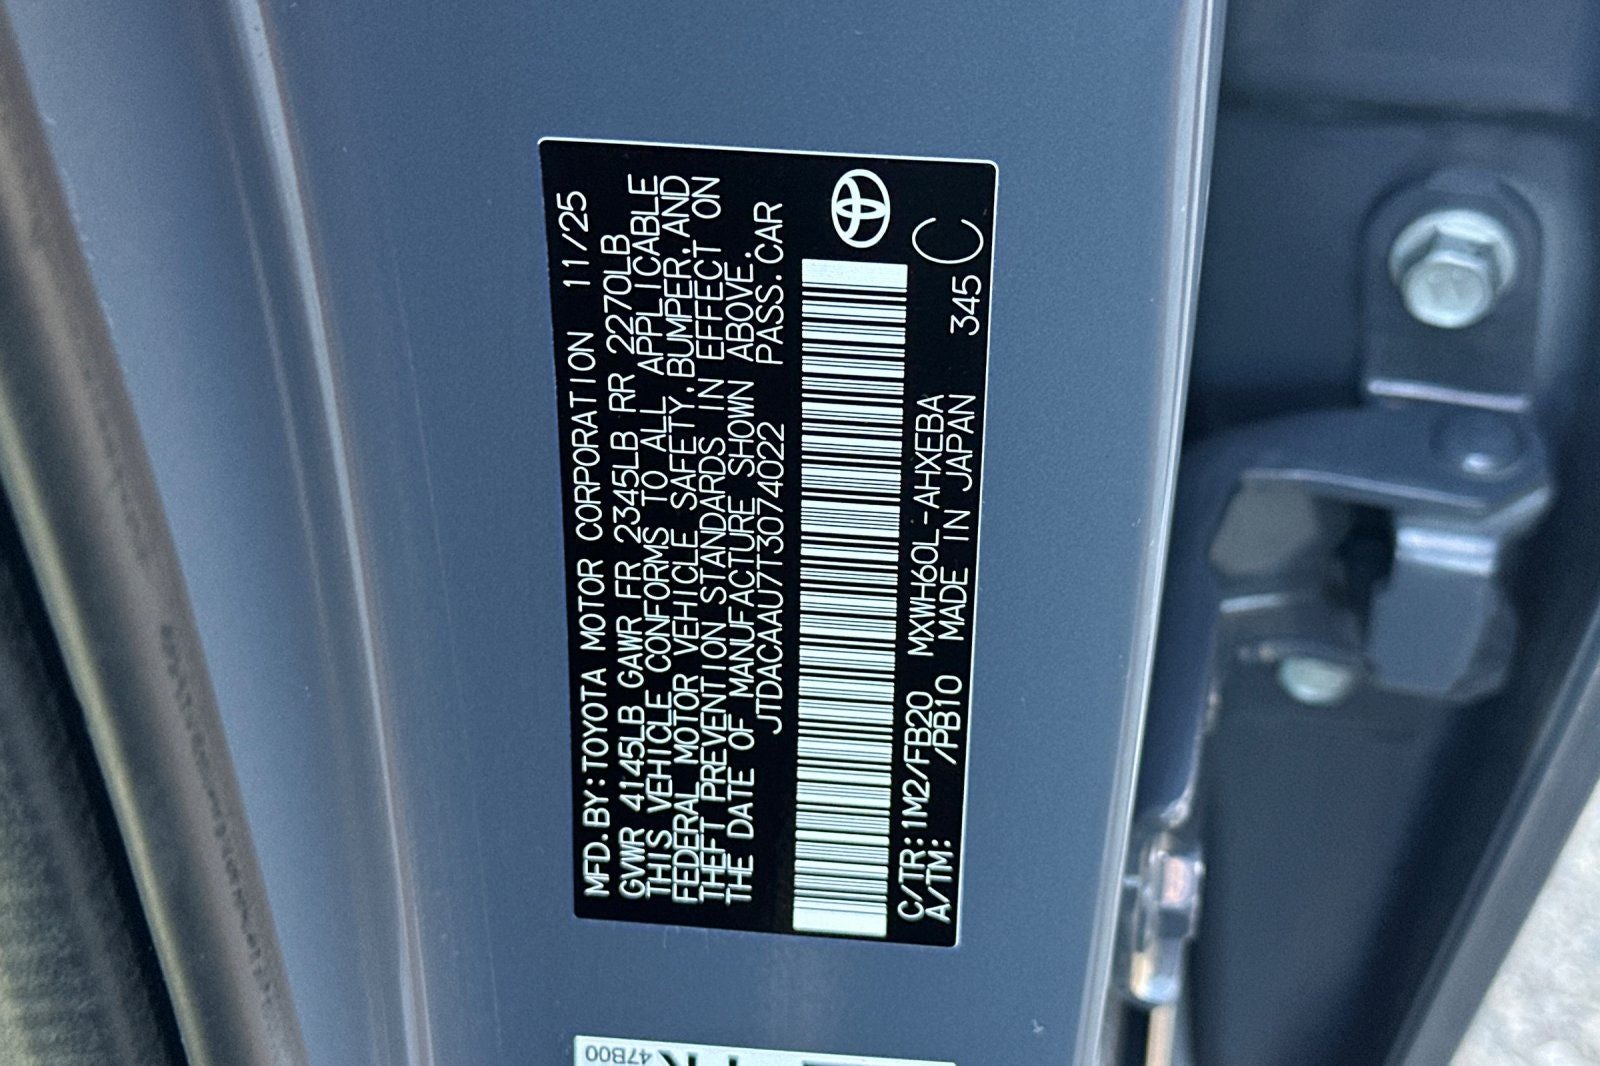 MFD.BY:TOYOTA MOTOR CORPORATION 11/25
GVWR 4145LB GAWR FR 2345LB RR 2270LB
THIS VEHICLE CONFORMS TO ALL APPLICABLE
FEDERAL MOTOR VEHICLE SAFETY,BUMPER,AND
THEFT PREVENTION STANDARDS IN EFFECT ON
THE DATE OF MANUFACTURE SHOWN ABOVE.
JTDACAAU7T3074022 PASS.CAR
C/TR:1M2/FB20 MXWH60L-AHXEBA
A/TM: /PB10 MADE IN JAPAN 345 C
47B00